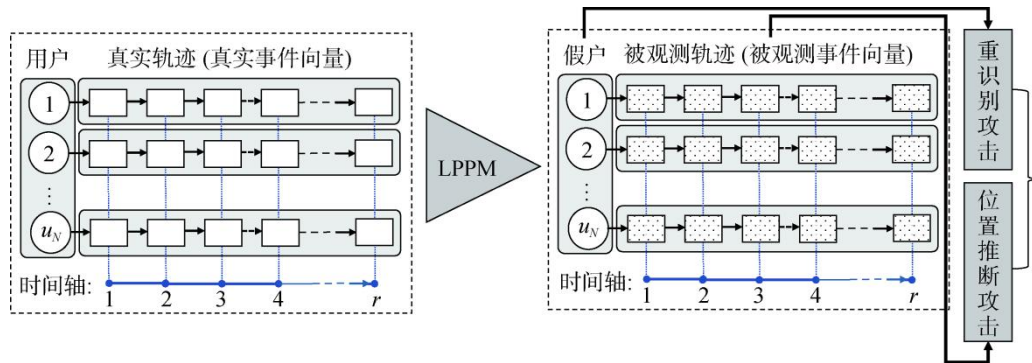 用户
真实轨迹 (真实事件向量)
1
2
⋮
u_N
时间轴:
1 2 3 4 r
LPPM
假户
被观测轨迹 (被观测事件向量)
1
2
⋮
u_N
时间轴:
1 2 3 4 r
重识别攻击
位置推断攻击